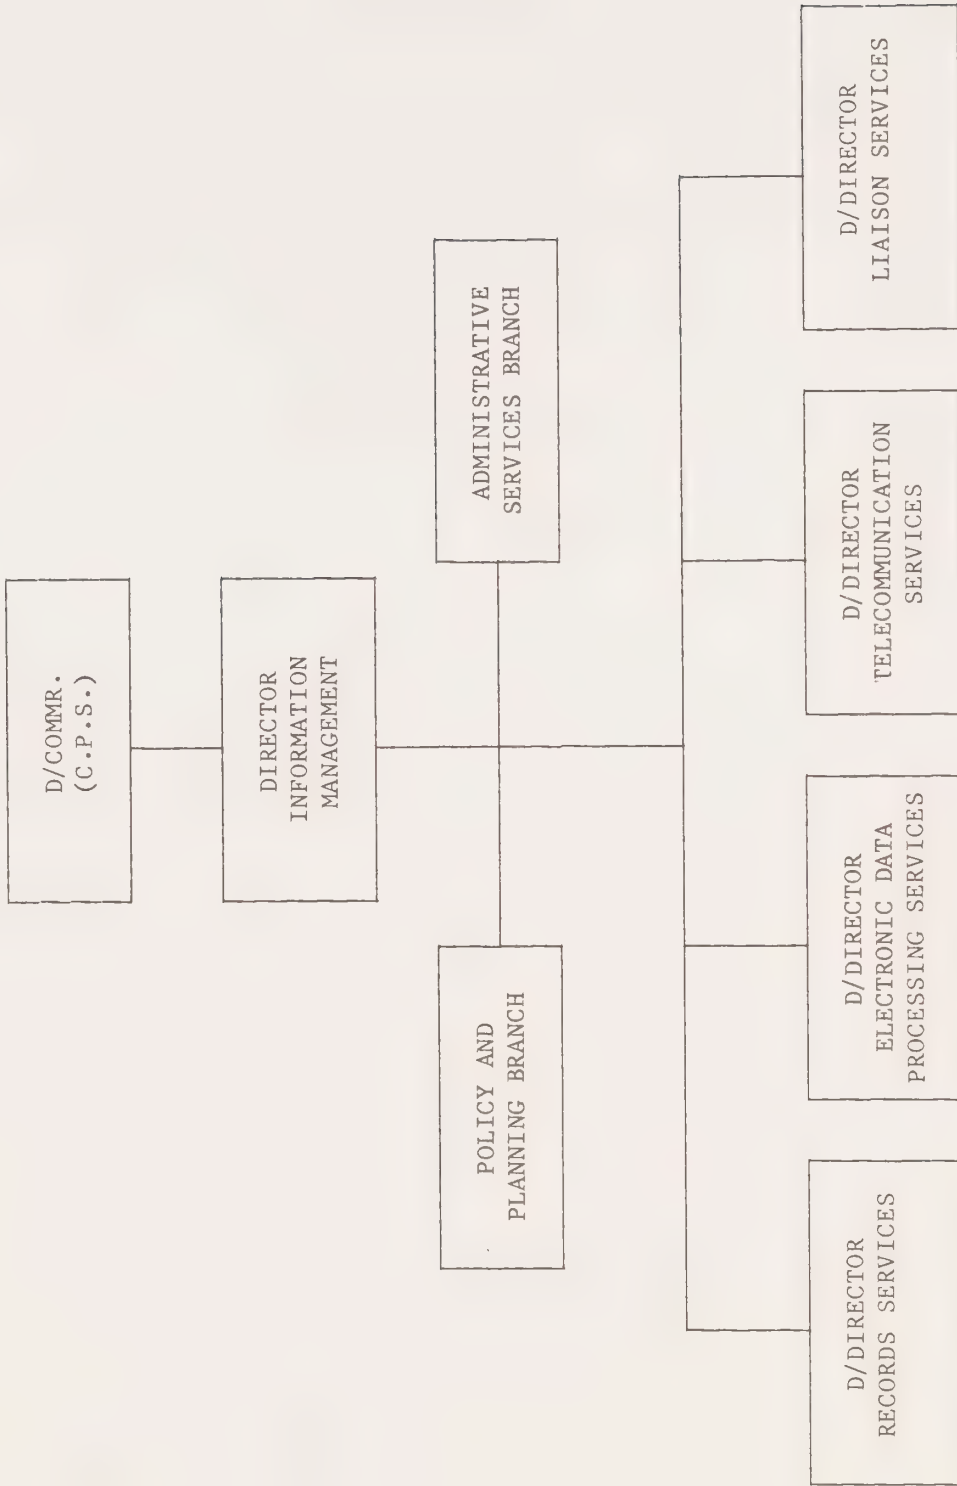 D/COMMR.
(C.P.S.)
DIRECTOR
INFORMATION
MANAGEMENT
POLICY AND
PLANNING BRANCH
ADMINISTRATIVE
SERVICES BRANCH
D/DIRECTOR
RECORDS SERVICES
D/DIRECTOR
ELECTRONIC DATA
PROCESSING SERVICES
D/DIRECTOR
TELECOMMUNICATION
SERVICES
D/DIRECTOR
LIAISON SERVICES